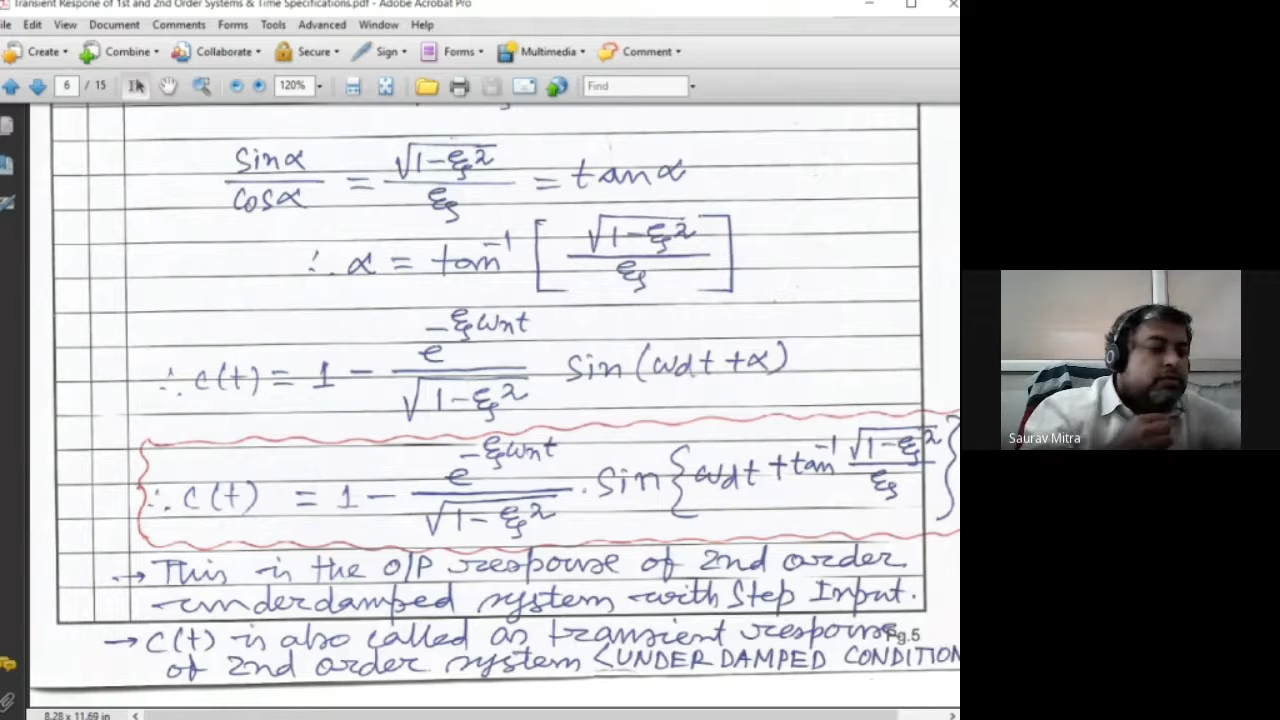 Transient Respone of 1st and 2nd Order Systems & Time Specifications.pdf - Adobe Acrobat Pro
ile Edit View Document Comments Forms Tools Advanced Window Help
Create Combine Collaborate Secure Sign Forms Multimedia Comment
6 / 15 120% Find
sinα / cosα = √1-ξ² / ξ = tanα
∴ α = tan⁻¹ [ √1-ξ² / ξ ]
∴ c(t) = 1 - e^-ξωnt / √1-ξ² sin(ωdt + α)
∴ c(t) = 1 - e^-ξωnt / √1-ξ² . sin{ωdt + tan⁻¹ √1-ξ² / ξ}
→ This is the O/P response of 2nd order
underdamped system with Step Input.
→ c(t) is also called as transient response
Pg.5
of 2nd order system <UNDERDAMPED CONDITION
8.28 x 11.69 in
Saurav Mitra